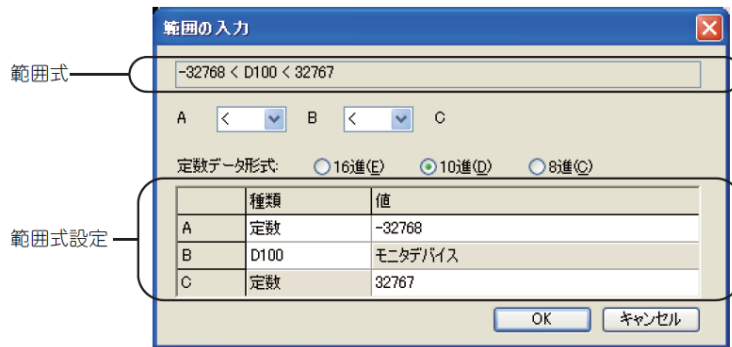 範囲の入力
範囲式
-32768 < D100 < 32767
A < B < C
定数データ形式: 16進(E) 10進(D) 8進(C)
範囲式設定
種類 値
A 定数 -32768
B D100 モニタデバイス
C 定数 32767
OK キャンセル